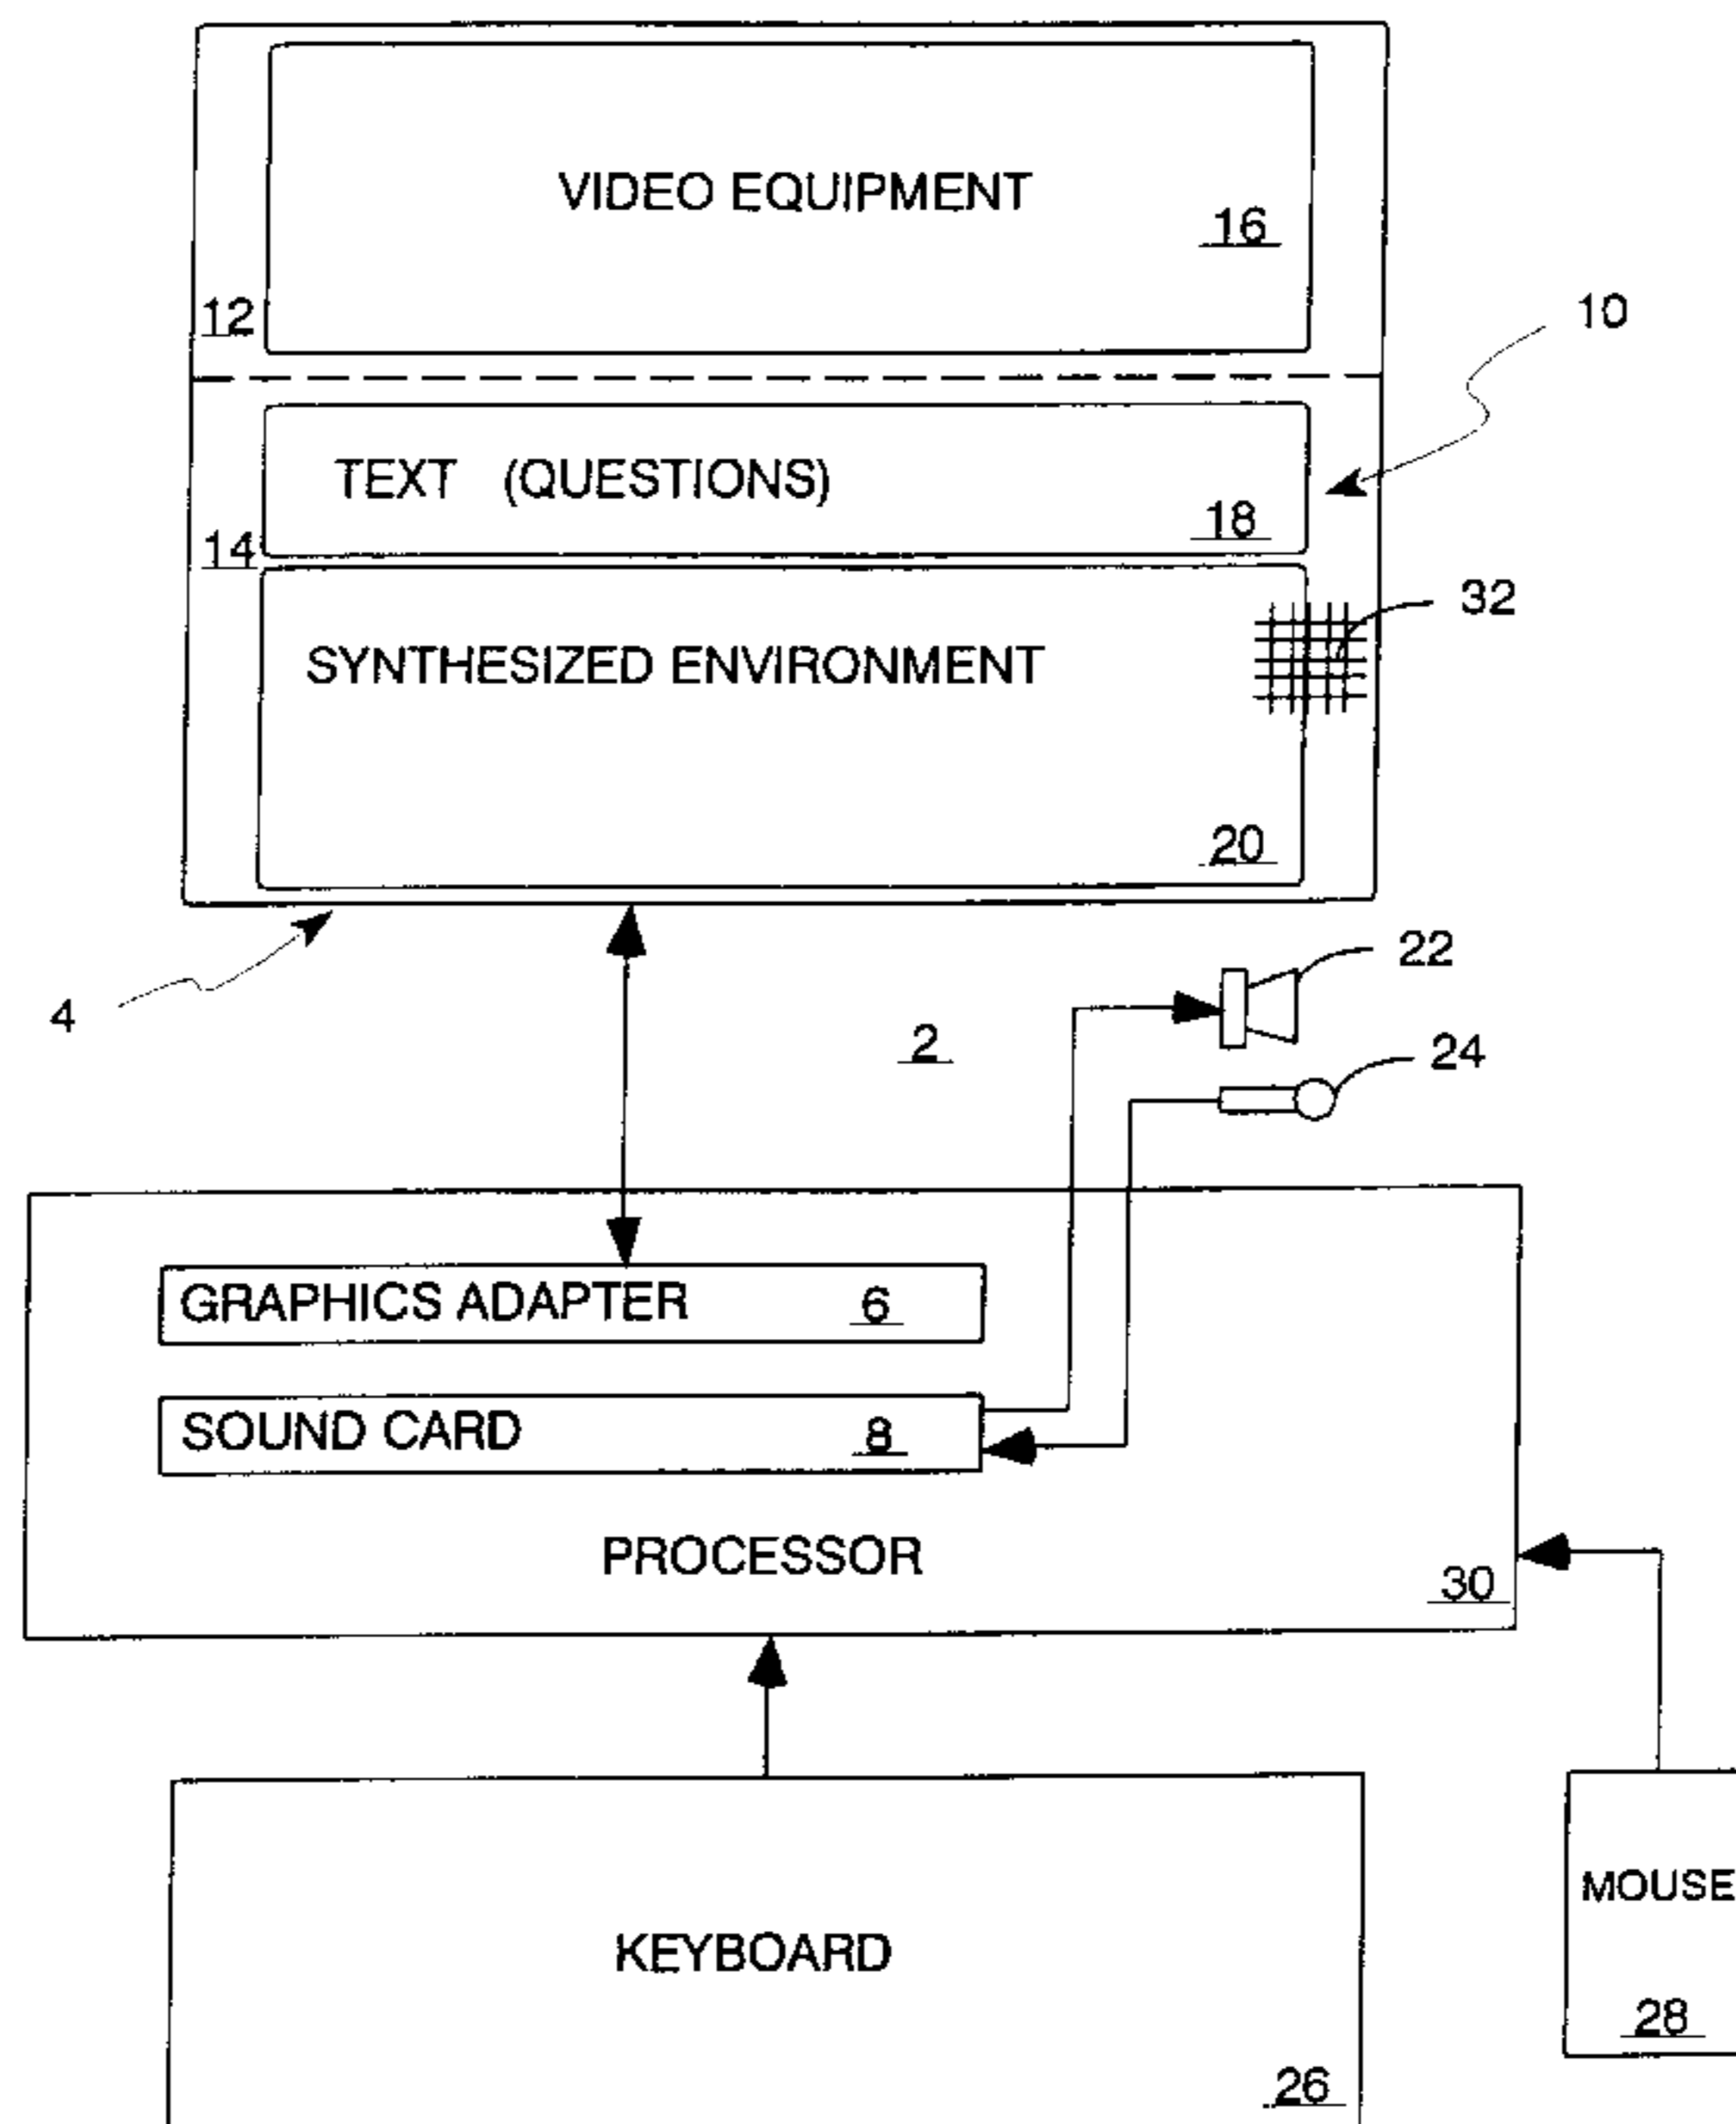 VIDEO EQUIPMENT
16
12
10
TEXT (QUESTIONS)
18
14
32
SYNTHESIZED ENVIRONMENT
20
22
4
2
24
GRAPHICS ADAPTER 6
SOUND CARD 8
PROCESSOR
30
MOUSE
KEYBOARD
28
26